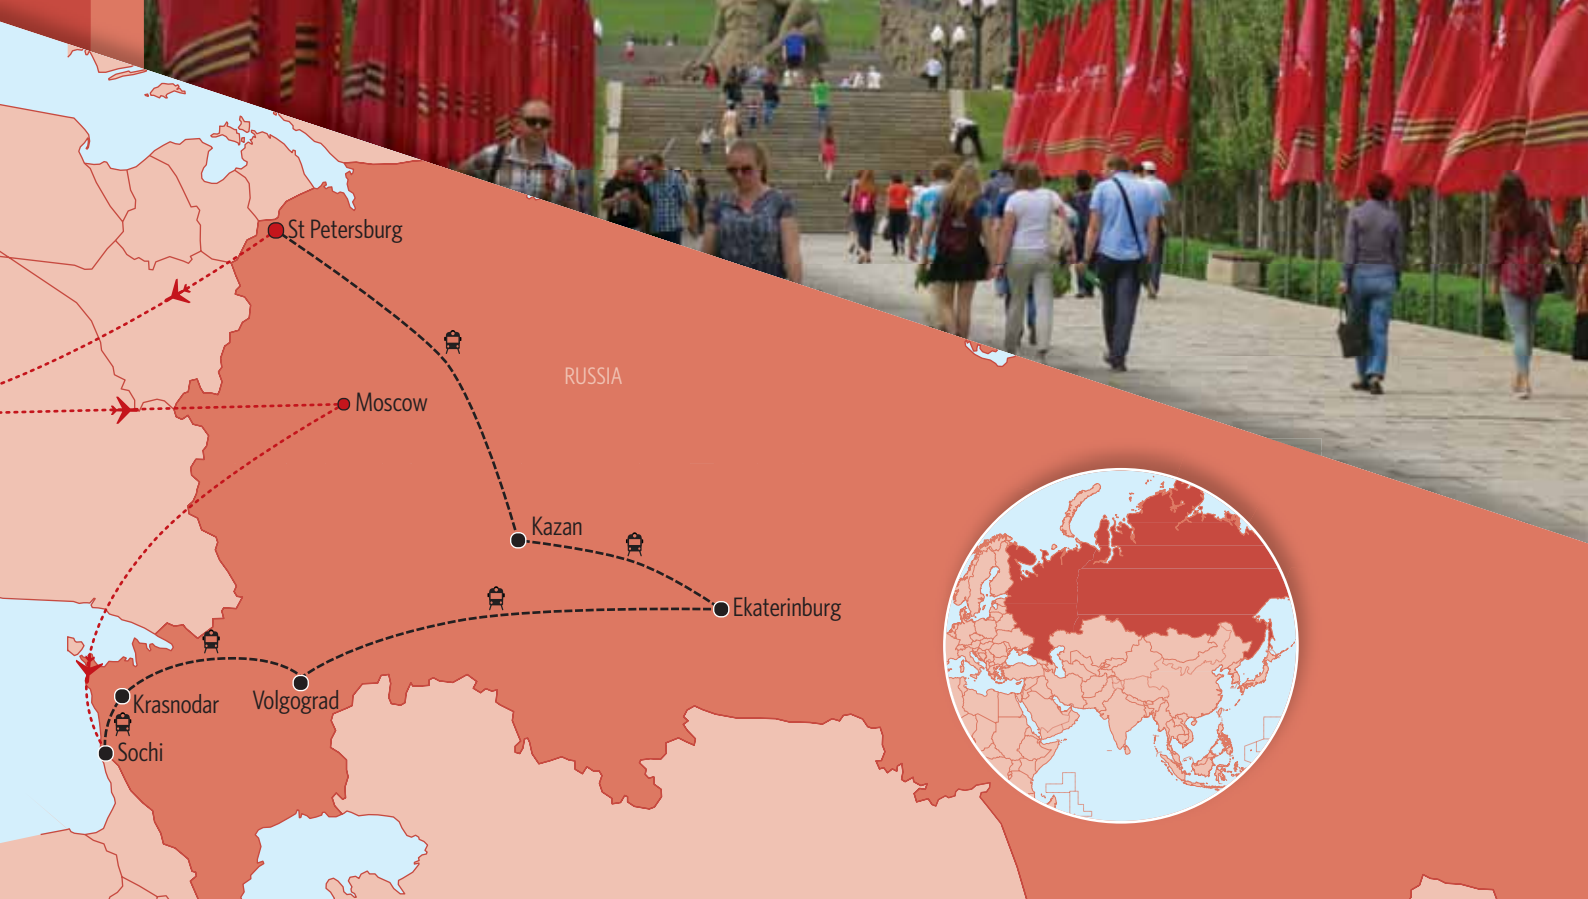 St Petersburg
RUSSIA
Moscow
Kazan
Ekaterinburg
Krasnodar
Volgograd
Sochi